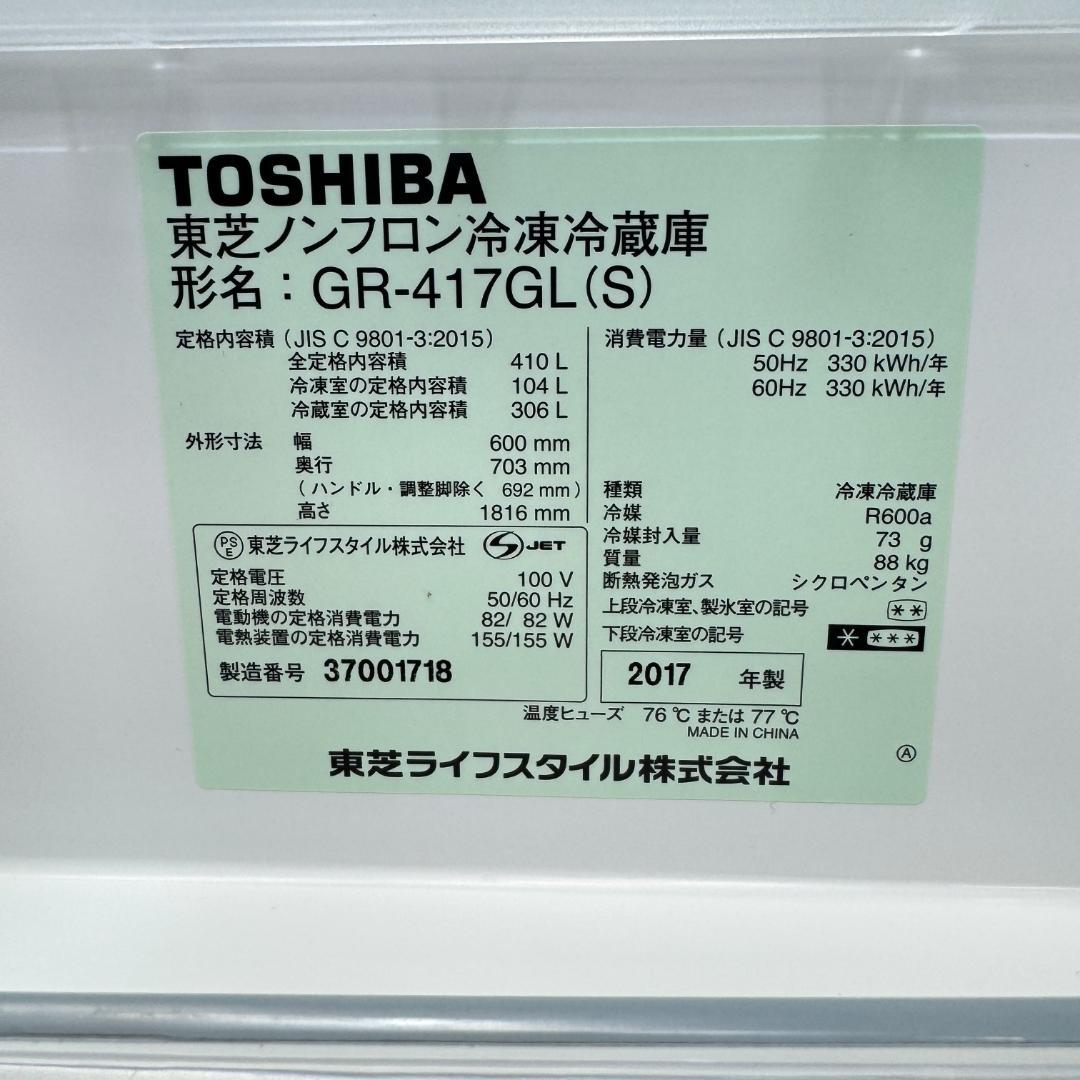 TOSHIBA
東芝ノンフロン冷凍冷蔵庫
形名：GR-417GL(S)
定格内容積（JIS C 9801-3:2015）
全定格内容積 410 L
冷凍室の定格内容積 104 L
冷蔵室の定格内容積 306 L
外形寸法 幅 600 mm
奥行 703 mm
（ハンドル・調整脚除く 692 mm）
高さ 1816 mm
PSE 東芝ライフスタイル株式会社 S JET
定格電圧 100 V
定格周波数 50/60 Hz
電動機の定格消費電力 82/ 82 W
電熱装置の定格消費電力 155/155 W
製造番号 37001718
消費電力量（JIS C 9801-3:2015）
50Hz 330 kWh/年
60Hz 330 kWh/年
種類 冷凍冷蔵庫
冷媒 R600a
冷媒封入量 73 g
質量 88 kg
断熱発泡ガス シクロペンタン
上段冷凍室、製氷室の記号 **
下段冷凍室の記号 * ***
2017 年製
温度ヒューズ 76℃ または 77℃
MADE IN CHINA
東芝ライフスタイル株式会社
Ⓐ